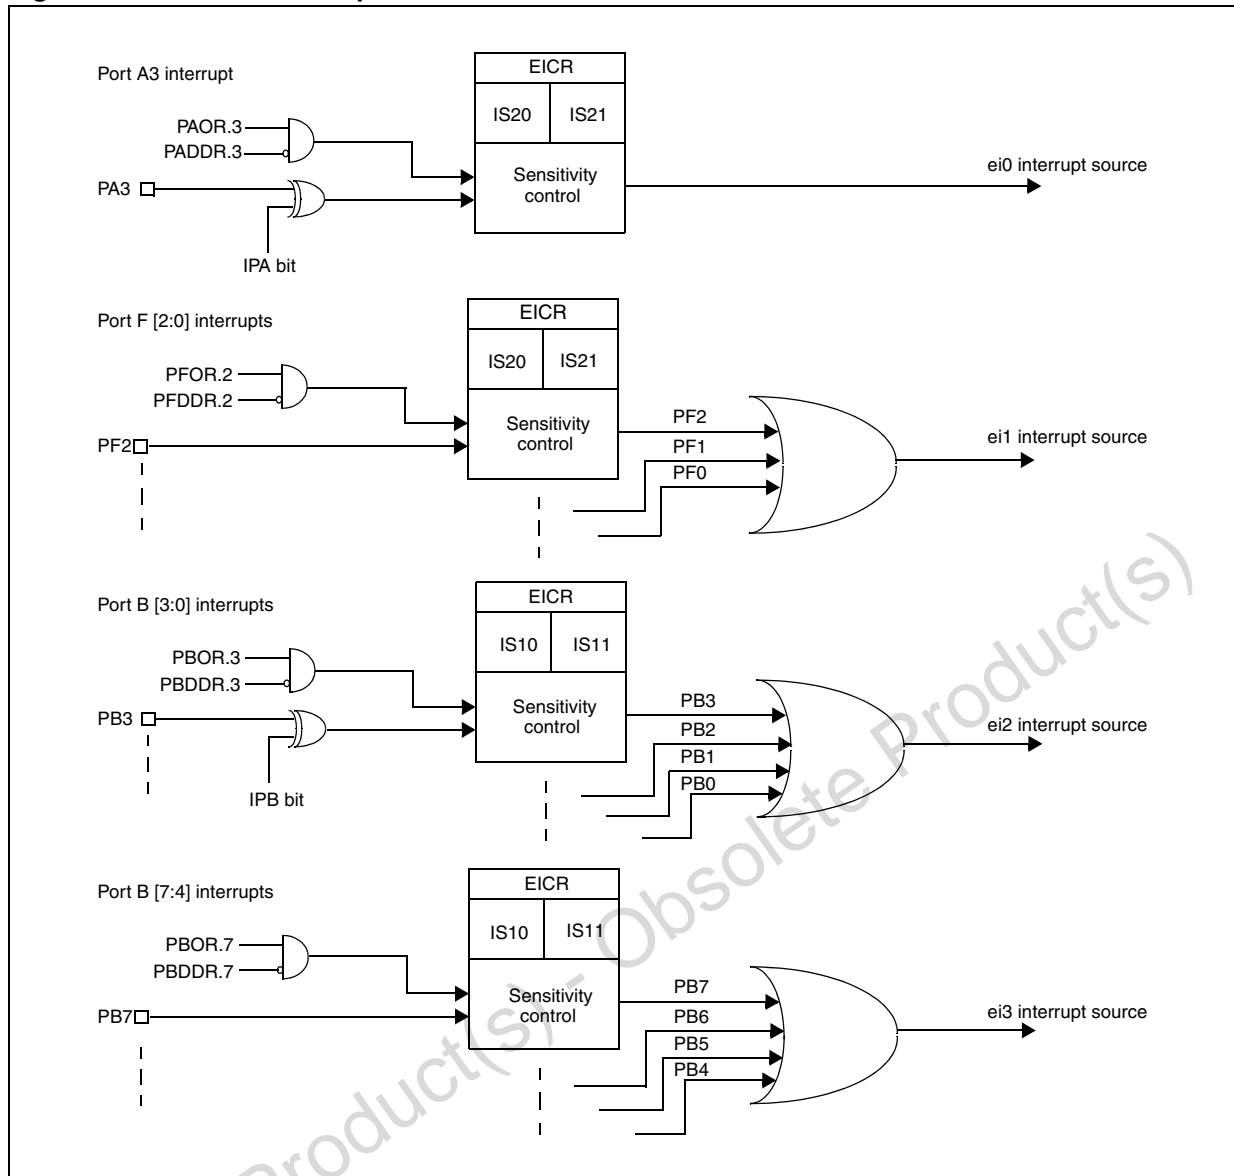 Port A3 interrupt
EICR
IS20 IS21
PAOR.3
PADDR.3
Sensitivity
control
ei0 interrupt source
PA3
IPA bit
Port F [2:0] interrupts
EICR
IS20 IS21
PFOR.2
PFDDR.2
Sensitivity
control
PF2
PF2
PF1
PF0
ei1 interrupt source
Port B [3:0] interrupts
EICR
IS10 IS11
PBOR.3
PBDDR.3
Sensitivity
control
PB3
PB3
PB2
PB1
PB0
ei2 interrupt source
IPB bit
Port B [7:4] interrupts
EICR
IS10 IS11
PBOR.7
PBDDR.7
Sensitivity
control
PB7
PB7
PB6
PB5
PB4
ei3 interrupt source
Product(s) - Obsolete Product(s)